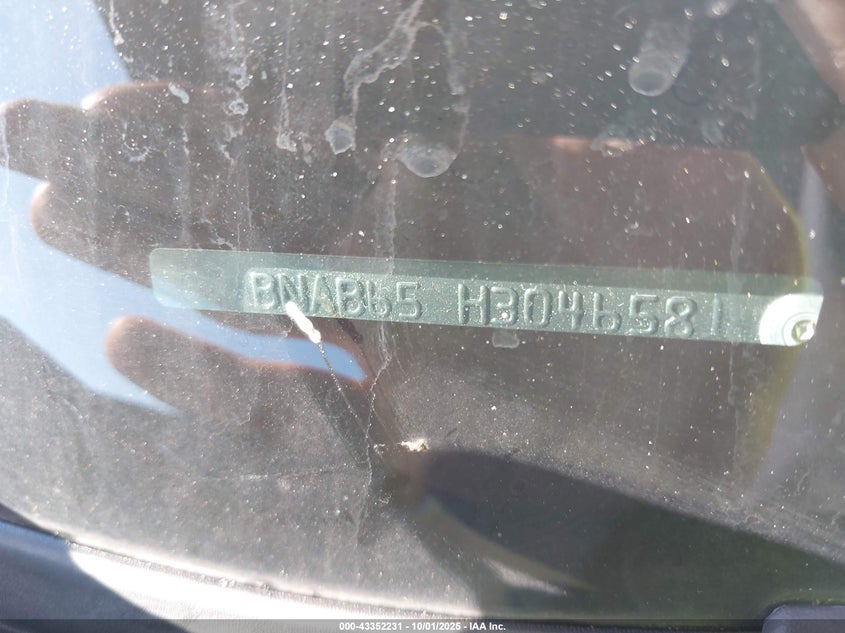 BNAB65 H3046581
000-43352231 - 10/01/2025 - IAA Inc.